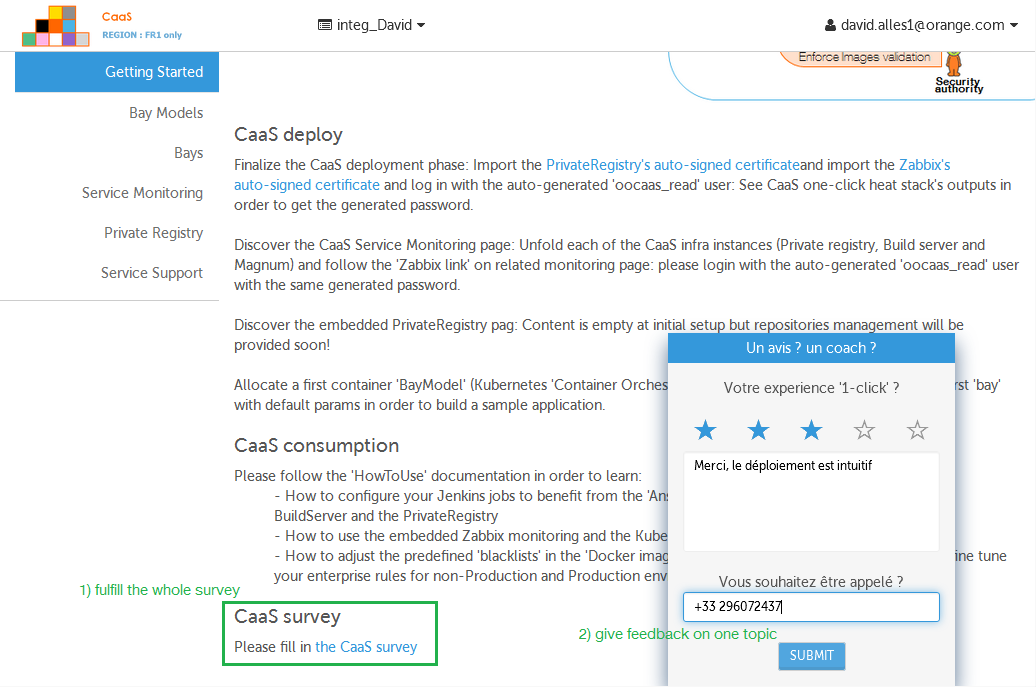 CaaS
REGION : FR1 only
integ_David
david.alles1@orange.com
Getting Started
Bay Models
Bays
Service Monitoring
Private Registry
Service Support
Enforce Images validation
Security
authority
CaaS deploy
Finalize the CaaS deployment phase: Import the PrivateRegistry's auto-signed certificateand import the Zabbix's
auto-signed certificate and log in with the auto-generated 'oocaas_read' user: See CaaS one-click heat stack's outputs in
order to get the generated password.
Discover the CaaS Service Monitoring page: Unfold each of the CaaS infra instances (Private registry, Build server and
Magnum) and follow the 'Zabbix link' on related monitoring page: please login with the auto-generated 'oocaas_read' user
with the same generated password.
Discover the embedded PrivateRegistry pag: Content is empty at initial setup but repositories management will be
provided soon!
Allocate a first container 'BayModel' (Kubernetes 'Container Orches
rst 'bay'
with default params in order to build a sample application.
CaaS consumption
Please follow the 'HowToUse' documentation in order to learn:
- How to configure your Jenkins jobs to benefit from the 'Ans
BuildServer and the PrivateRegistry
- How to use the embedded Zabbix monitoring and the Kube
- How to adjust the predefined 'blacklists' in the 'Docker imag
ine tune
your enterprise rules for non-Production and Production env
1) fulfill the whole survey
CaaS survey
Please fill in the CaaS survey
Un avis ? un coach ?
Votre experience '1-click' ?
Merci, le déploiement est intuitif
Vous souhaitez être appelé ?
+33 296072437
2) give feedback on one topic
SUBMIT